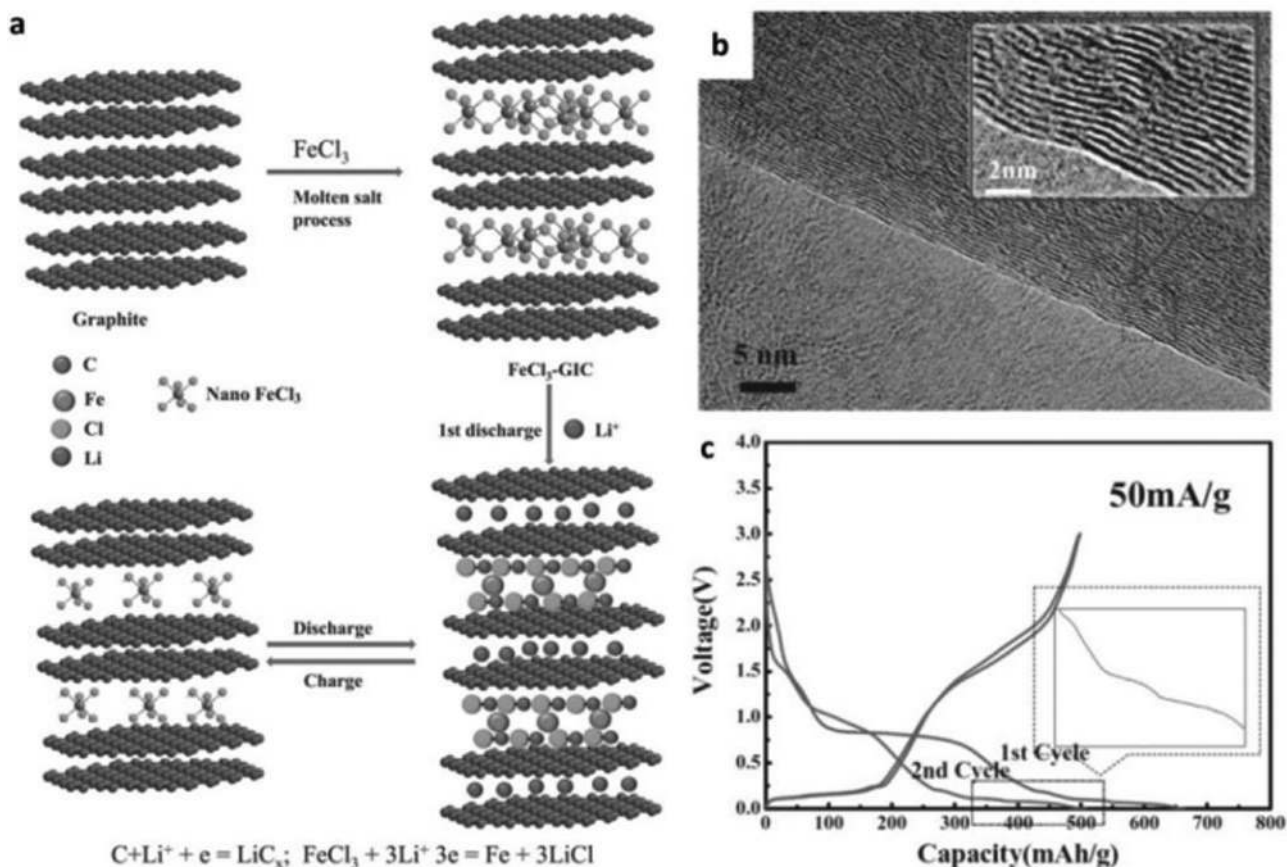 a
FeCl₃
Molten salt
process
Graphite
C
Fe
Cl
Li
Nano FeCl₃
FeCl₃-GIC
1st discharge
Li⁺
Discharge
Charge
C+Li⁺ + e = LiCₓ; FeCl₃ + 3Li⁺ 3e = Fe + 3LiCl
b
2nm
5 nm
c
50mA/g
Voltage(V)
4.0
3.5
3.0
2.5
2.0
1.5
1.0
0.5
0.0
1st Cycle
2nd Cycle
0 100 200 300 400 500 600 700 800
Capacity(mAh/g)